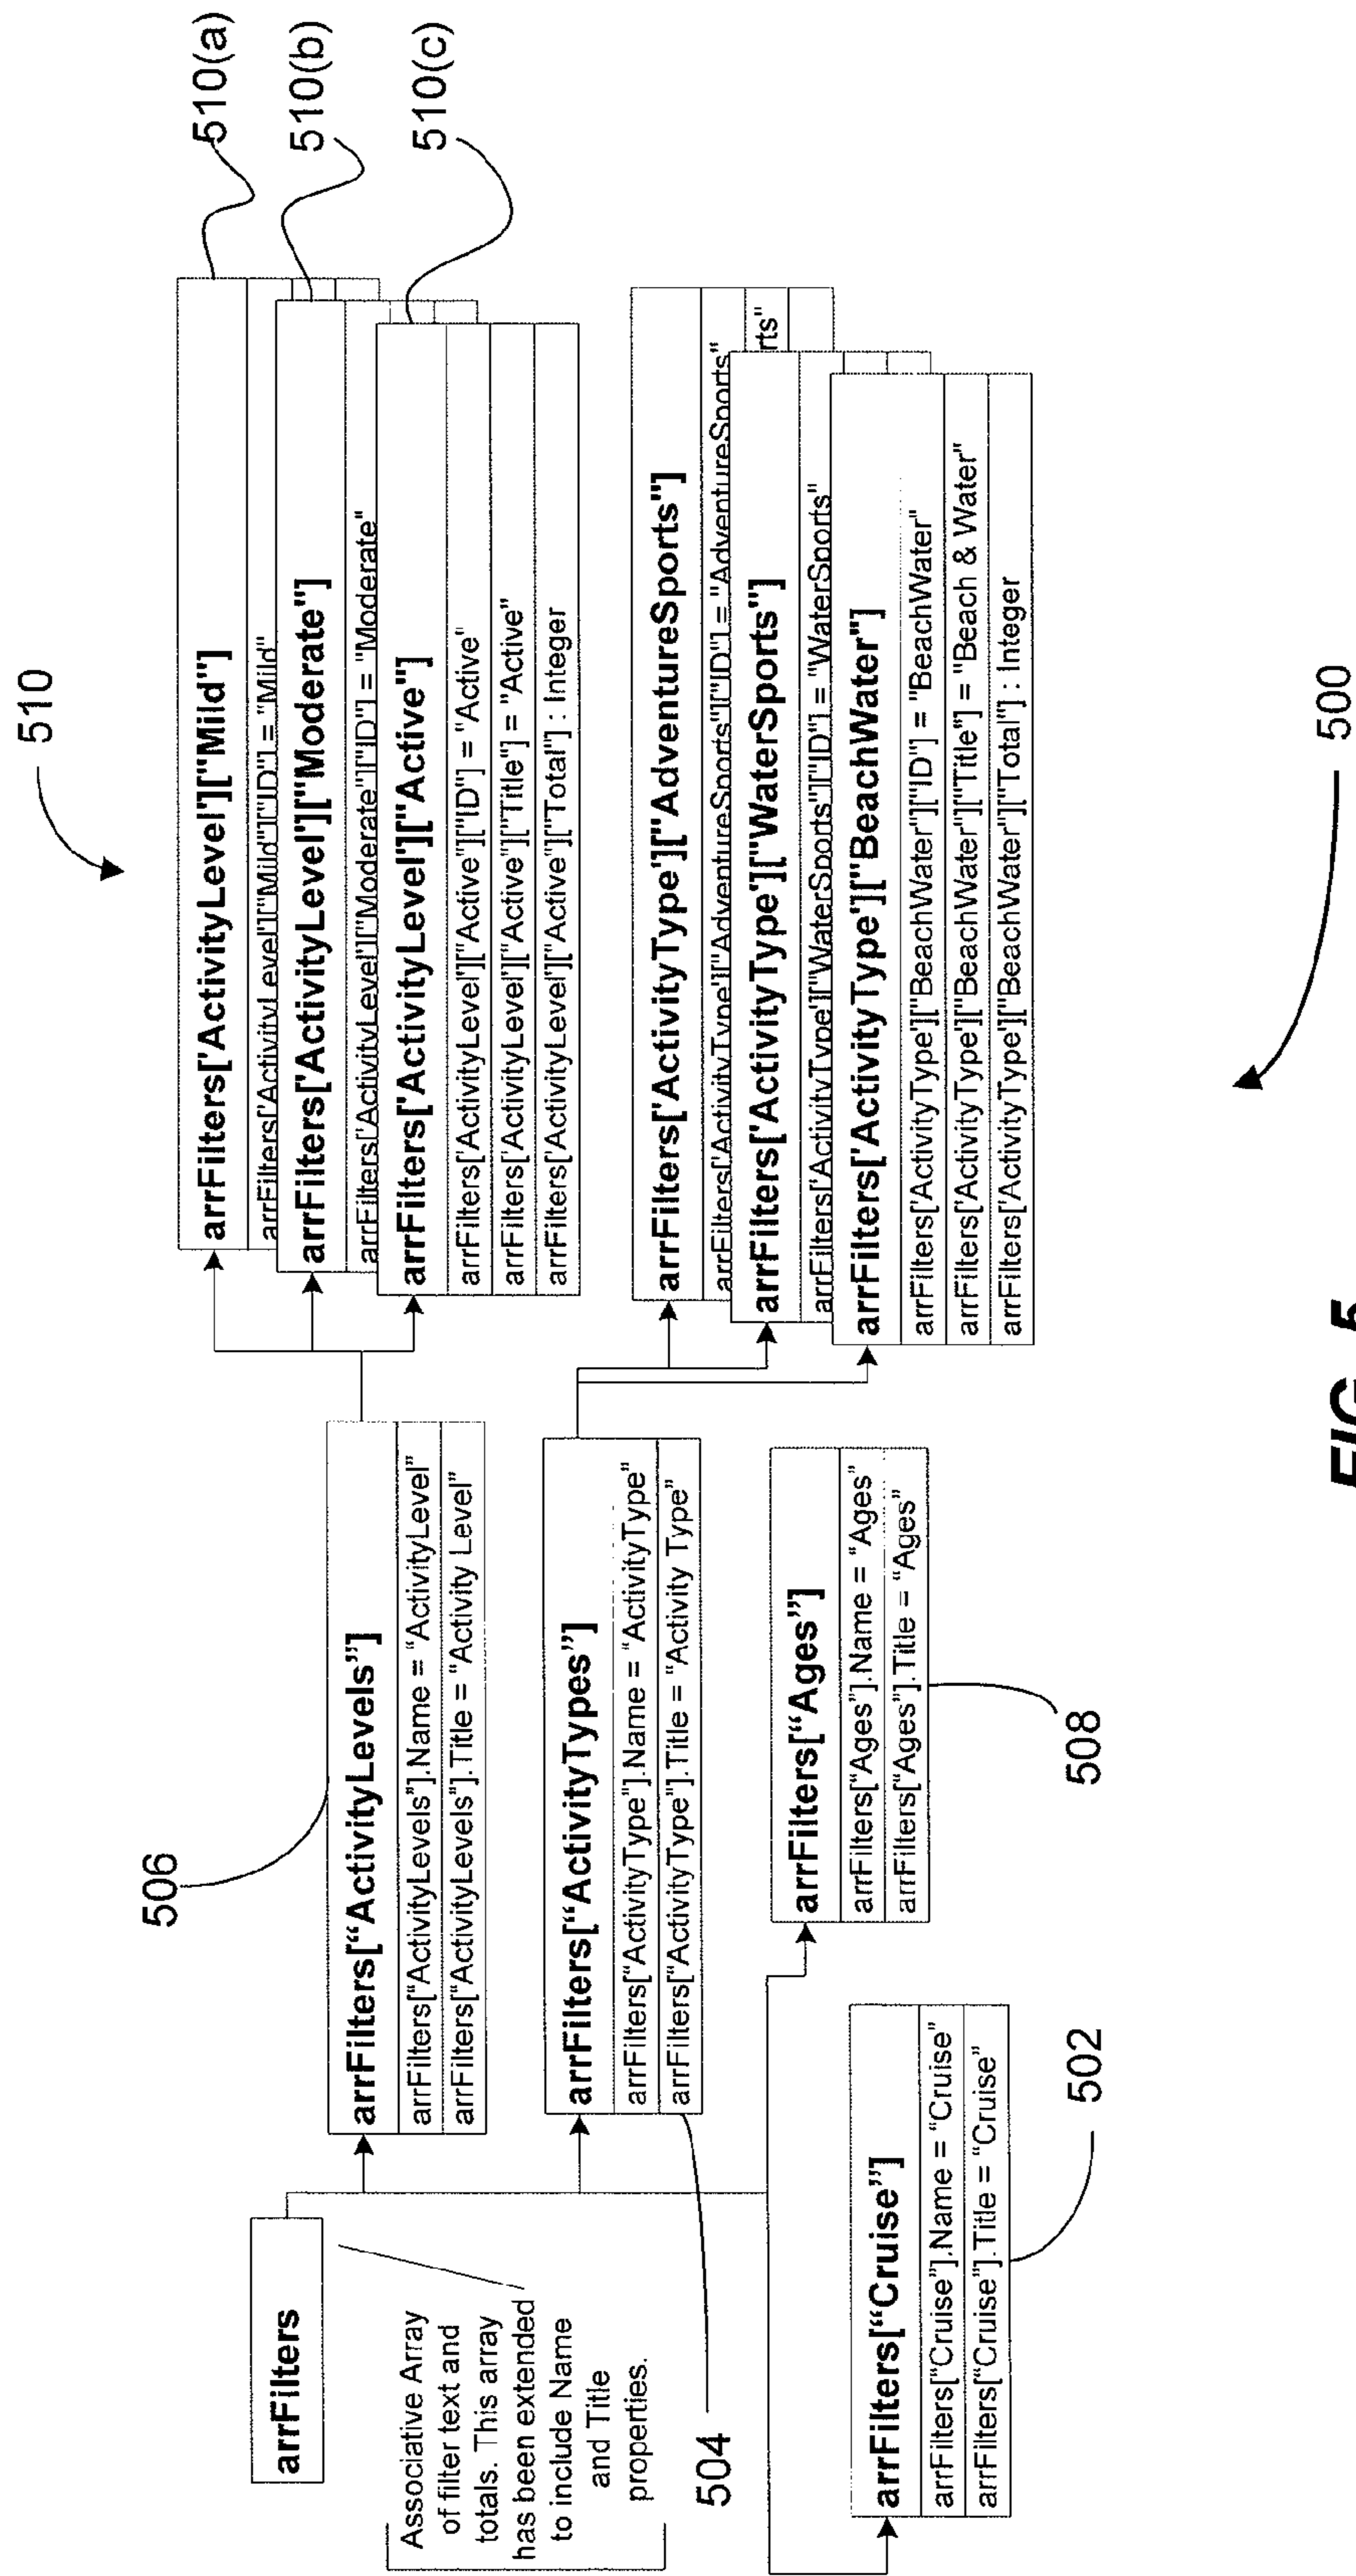 510
510(a)
510(b)
510(c)
506
arrFilters
Associative Array
of filter text and
totals. This array
has been extended
to include Name
and Title
properties.
504
arrFilters[“ActivityLevels”]
arrFilters[“ActivityLevels”].Name = “ActivityLevel”
arrFilters[“ActivityLevels”].Title = “Activity Level”
arrFilters[“ActivityTypes”]
arrFilters[“ActivityType”].Name = “ActivityType”
arrFilters[“ActivityType”].Title = “Activity Type”
arrFilters[“Ages”]
arrFilters[“Ages”].Name = “Ages”
arrFilters[“Ages”].Title = “Ages”
508
arrFilters[“Cruise”]
arrFilters[“Cruise”].Name = “Cruise”
arrFilters[“Cruise”].Title = “Cruise”
502
arrFilters['ActivityLevel']["Mild"]
arrFilters['ActivityLevel']["Mild"]["ID"] = "Mild"
arrFilters['ActivityLevel']["Moderate"]
arrFilters['ActivityLevel']["Moderate"]["ID"] = "Moderate"
arrFilters['ActivityLevel']["Active"]
arrFilters['ActivityLevel']["Active"]["ID"] = "Active"
arrFilters['ActivityLevel']["Active"]["Title"] = "Active"
arrFilters['ActivityLevel']["Active"]["Total"] : Integer
arrFilters['ActivityType']["AdventureSports"]
arrFilters['ActivityType']["AdventureSports"]["ID"] = "AdventureSports"
rts"
arrFilters['ActivityType']["WaterSports"]
arrFilters['ActivityType']["WaterSports"]["ID"] = "WaterSports"
arrFilters['ActivityType']["BeachWater"]
arrFilters['ActivityType']["BeachWater"]["ID"] = "BeachWater"
arrFilters['ActivityType']["BeachWater"]["Title"] = "Beach & Water"
arrFilters['ActivityType']["BeachWater"]["Total"] : Integer
500
FIG. 5